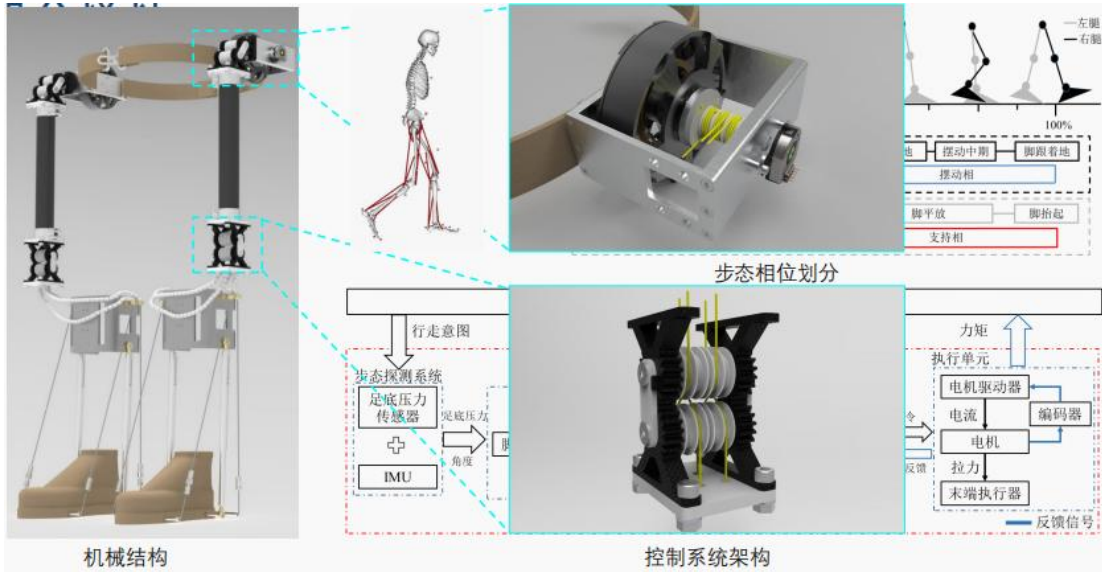 左腿
右腿
100%
地
摆动中期
脚跟着地
摆动相
脚平放
脚抬起
支持相
步态相位划分
行走意图
力矩
步态探测系统
足底压力
传感器
IMU
足底压力
角度
脚
令
反馈
执行单元
电机驱动器
电流
编码器
电机
拉力
末端执行器
反馈信号
机械结构
控制系统架构